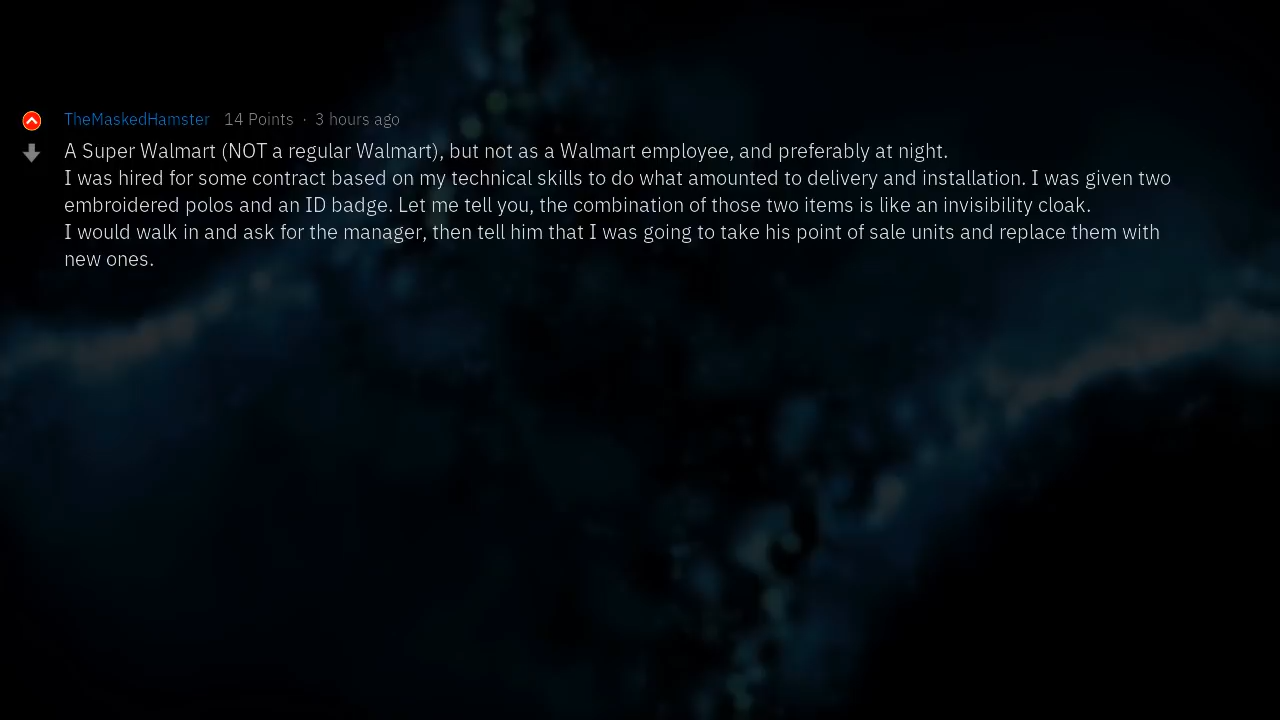 TheMaskedHamster 14 Points · 3 hours ago
A Super Walmart (NOT a regular Walmart), but not as a Walmart employee, and preferably at night.
I was hired for some contract based on my technical skills to do what amounted to delivery and installation. I was given two
embroidered polos and an ID badge. Let me tell you, the combination of those two items is like an invisibility cloak.
I would walk in and ask for the manager, then tell him that I was going to take his point of sale units and replace them with
new ones.